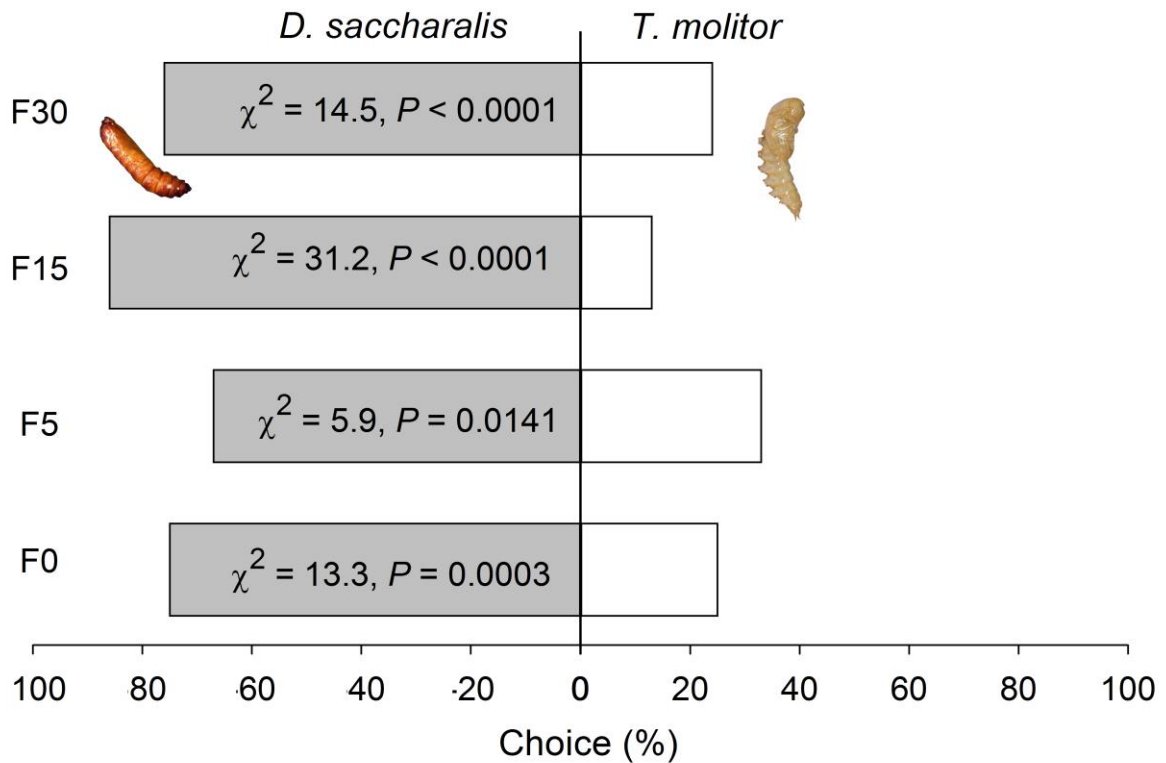 D. saccharalis T. molitor
F30 χ² = 14.5, P < 0.0001
F15 χ² = 31.2, P < 0.0001
F5 χ² = 5.9, P = 0.0141
F0 χ² = 13.3, P = 0.0003
100 -80 -60 -40 -20 0 20 40 60 80 100
Choice (%)